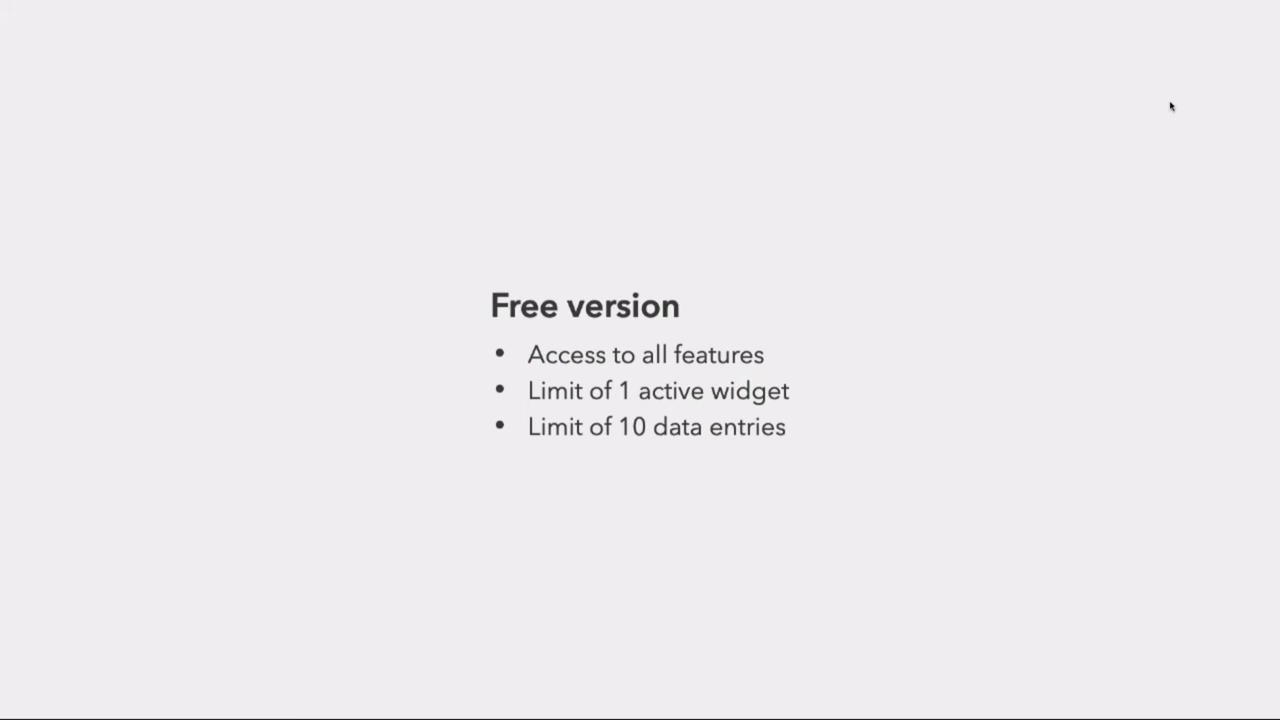 Free version
• Access to all features
• Limit of 1 active widget
• Limit of 10 data entries